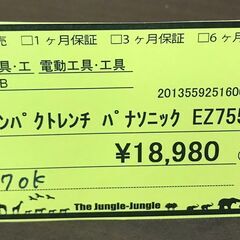 売 □1ヶ月保証 □3ヶ月保証 □6ヶ月
具・工 電動工具・工具
B
2013559251600
ンパクトレンチ パナソニック EZ755
¥18,980
70k
The Jungle-Jungle